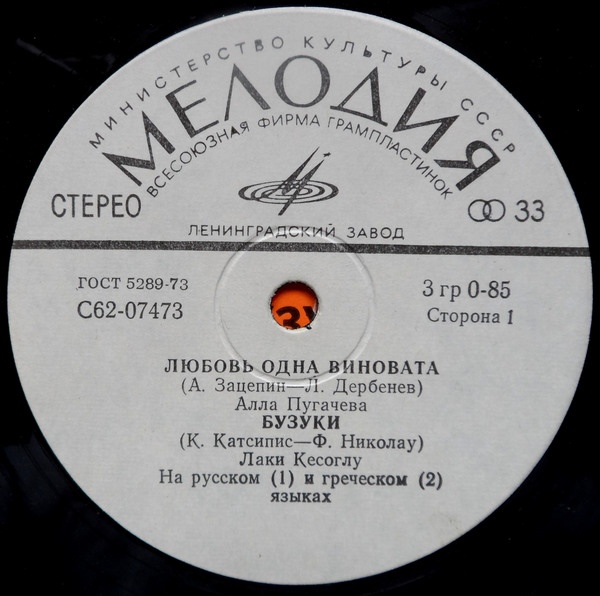 МИНИСТЕРСТВО КУЛЬТУРЫ СССР
МЕЛОДИЯ
ВСЕСОЮЗНАЯ ФИРМА ГРАМПЛАСТИНОК
СТЕРЕО
33
ЛЕНИНГРАДСКИЙ ЗАВОД
ГОСТ 5289-73
С62-07473
3 гр 0-85
Сторона 1
ЛЮБОВЬ ОДНА ВИНОВАТА
(А. Зацепин—Л. Дербенев)
Алла Пугачева
БУЗУКИ
(К. Катсипис—Ф. Николау)
Лаки Кесоглу
На русском (1) и греческом (2)
языках